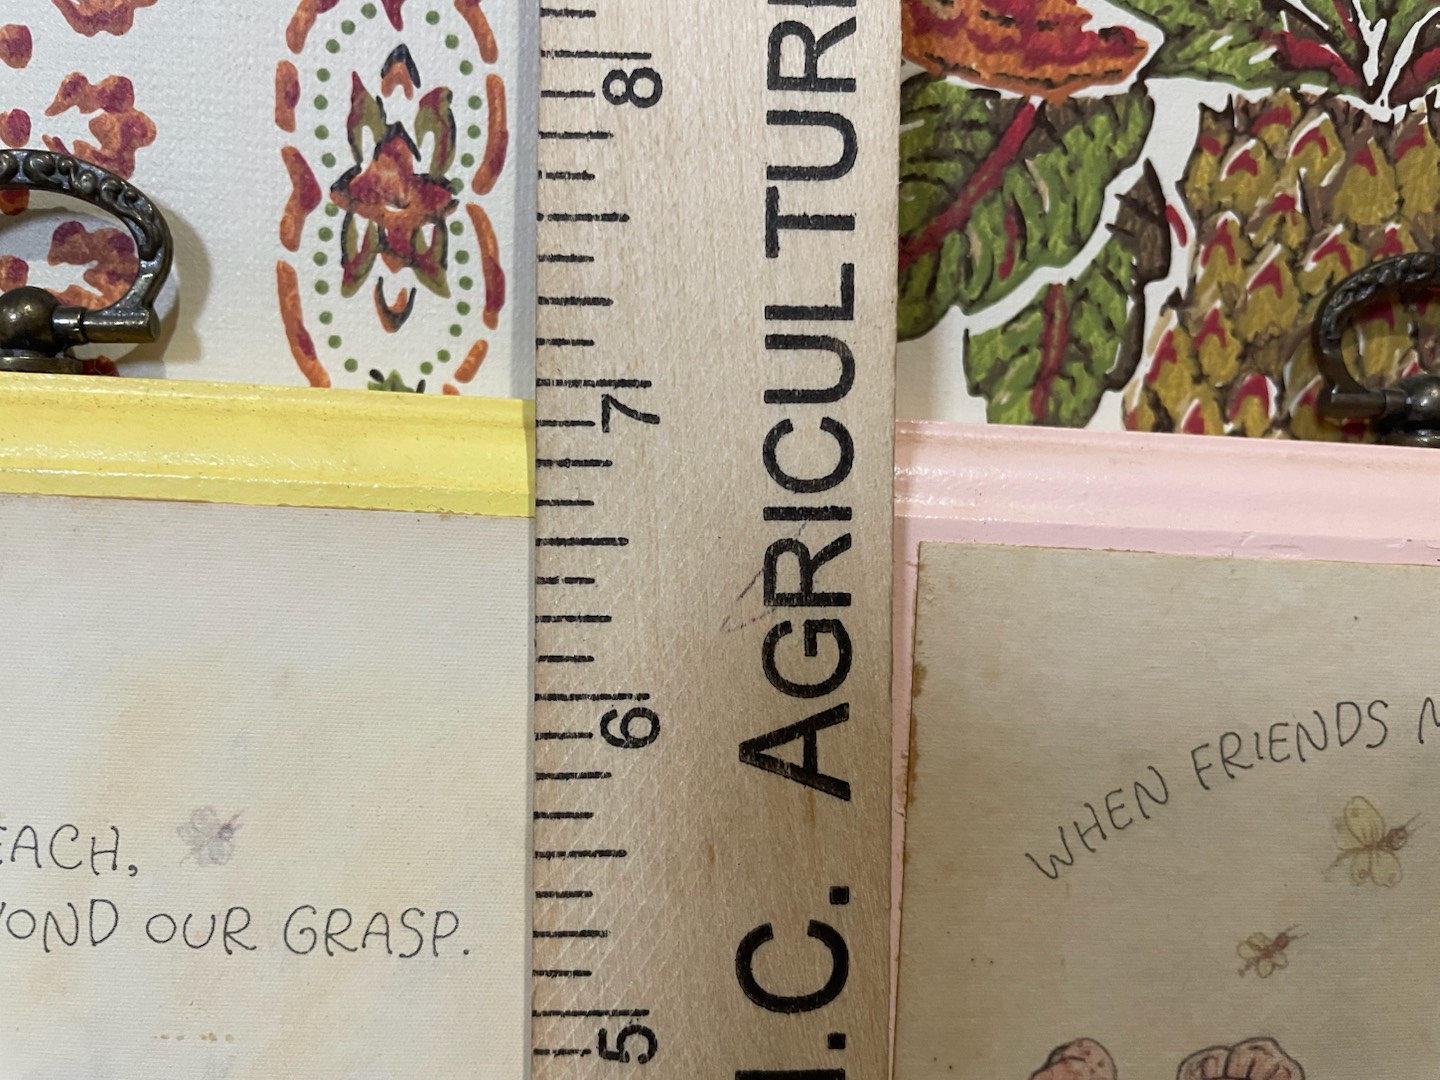 8
7
6
5
.C. AGRICULTUR
EACH,
YOND OUR GRASP.
WHEN FRIENDS